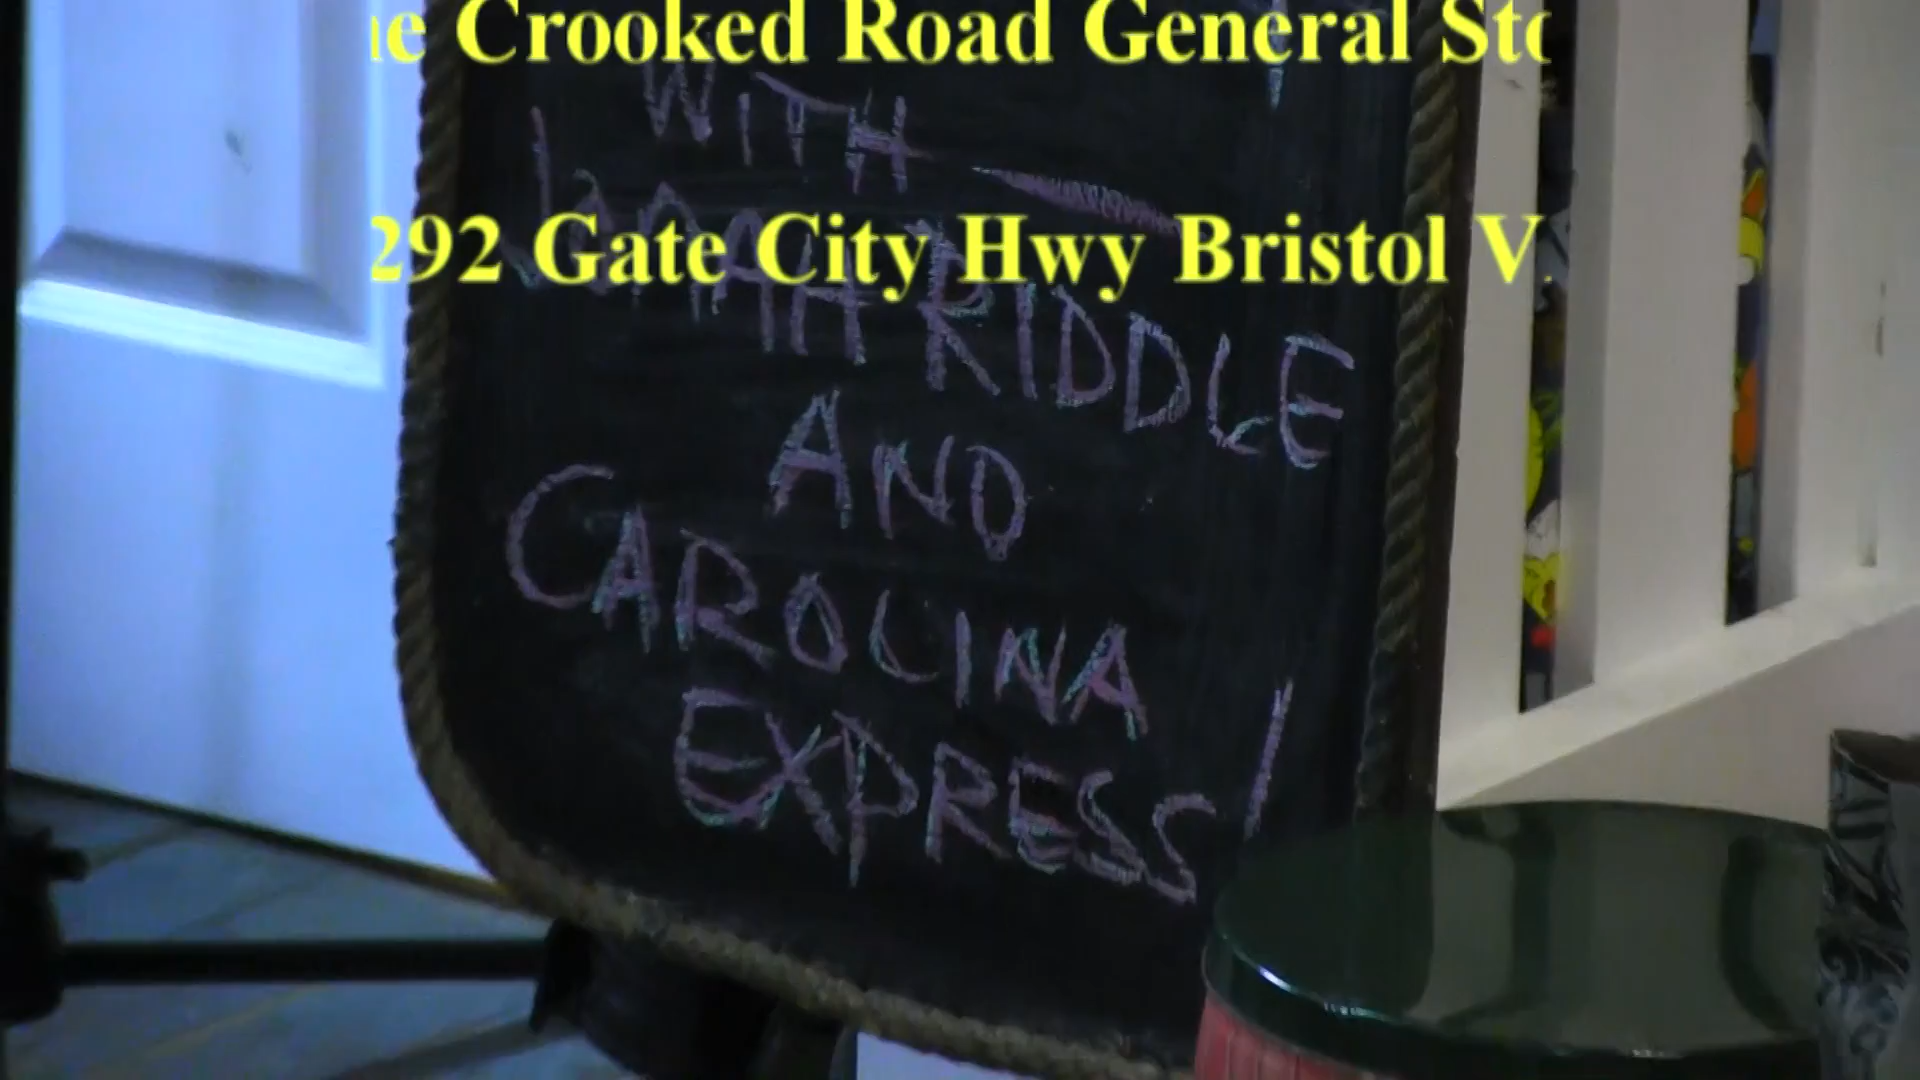 e Crooked Road General Sto
292 Gate City Hwy Bristol V
WITH
RIDDLE
AND
CAROLINA
EXPRESS!